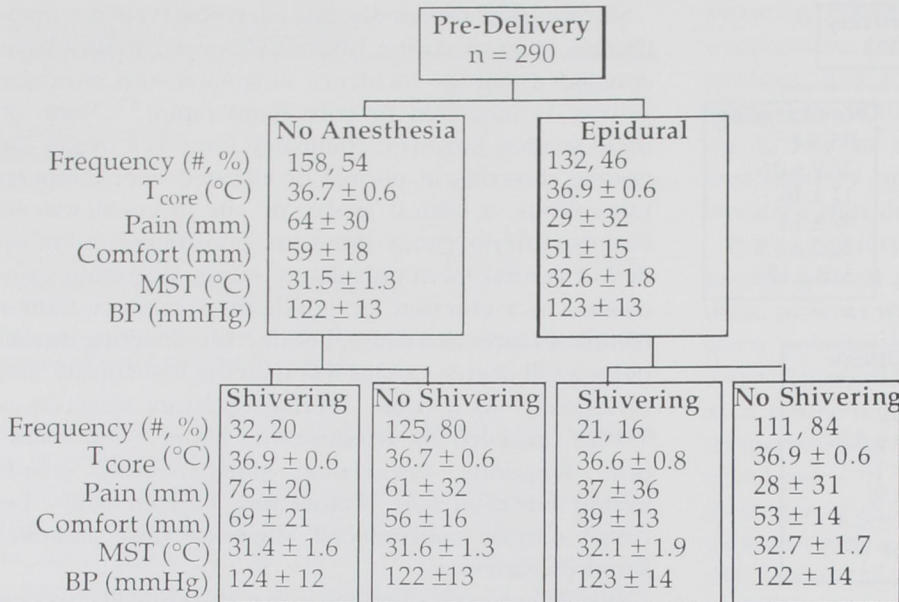 Pre-Delivery
n = 290
No Anesthesia Epidural
Frequency (#, %) 158, 54 132, 46
Tcore (°C) 36.7 ± 0.6 36.9 ± 0.6
Pain (mm) 64 ± 30 29 ± 32
Comfort (mm) 59 ± 18 51 ± 15
MST (°C) 31.5 ± 1.3 32.6 ± 1.8
BP (mmHg) 122 ± 13 123 ± 13
Shivering No Shivering Shivering No Shivering
Frequency (#, %) 32, 20 125, 80 21, 16 111, 84
Tcore (°C) 36.9 ± 0.6 36.7 ± 0.6 36.6 ± 0.8 36.9 ± 0.6
Pain (mm) 76 ± 20 61 ± 32 37 ± 36 28 ± 31
Comfort (mm) 69 ± 21 56 ± 16 39 ± 13 53 ± 14
MST (°C) 31.4 ± 1.6 31.6 ± 1.3 32.1 ± 1.9 32.7 ± 1.7
BP (mmHg) 124 ± 12 122 ±13 123 ± 14 122 ± 14